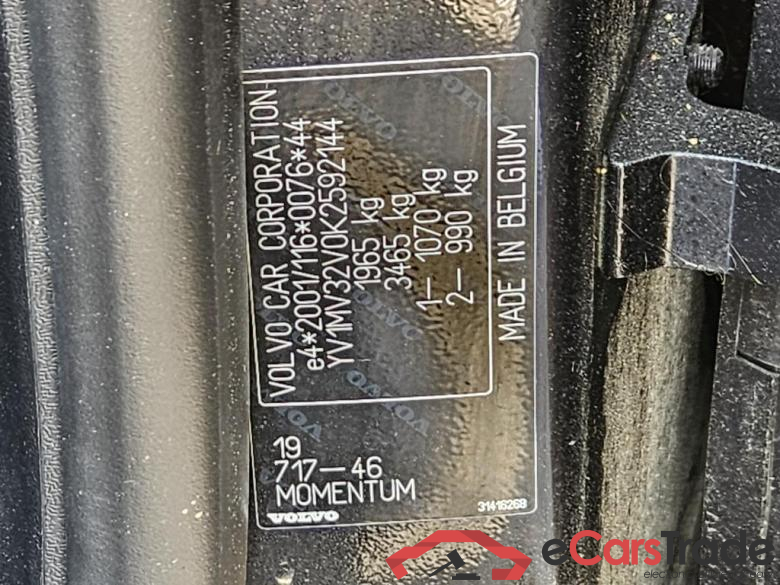 VOLVO CAR CORPORATION
e4*2001/116*0076*44
YV1MV32V0K2592144
1965 kg
3465 kg
1– 1070 kg
2– 990 kg
MADE IN BELGIUM
19
717–46
MOMENTUM
VOLVO
31416268
eCarsTrade